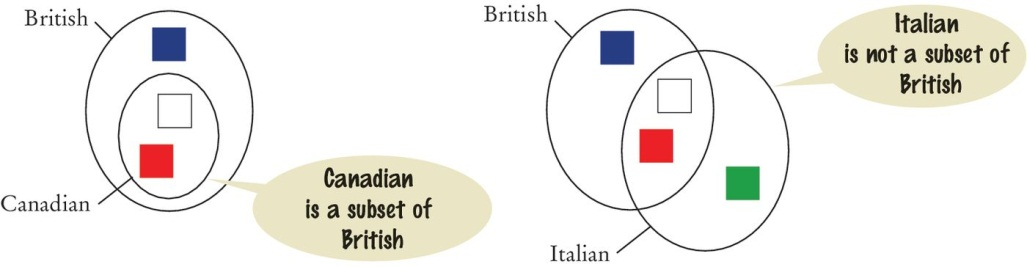 British
Canadian
Canadian
is a subset of
British
British
Italian
Italian
is not a subset of
British